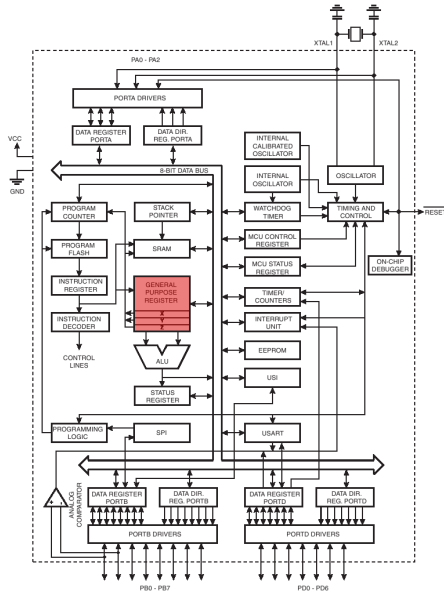 XTAL1
XTAL2
PA0 - PA2
PORTA DRIVERS
VCC
DATA REGISTER
PORTA
DATA DIR.
REG. PORTA
INTERNAL
CALIBRATED
OSCILLATOR
GND
8-BIT DATA BUS
INTERNAL
OSCILLATOR
OSCILLATOR
PROGRAM
COUNTER
STACK
POINTER
WATCHDOG
TIMER
TIMING AND
CONTROL
RESET
PROGRAM
FLASH
SRAM
MCU CONTROL
REGISTER
MCU STATUS
REGISTER
ON-CHIP
DEBUGGER
INSTRUCTION
REGISTER
GENERAL
PURPOSE
REGISTER
TIMER/
COUNTERS
INSTRUCTION
DECODER
INTERRUPT
UNIT
CONTROL
LINES
ALU
EEPROM
STATUS
REGISTER
USI
PROGRAMMING
LOGIC
SPI
USART
ANALOG
COMPARATOR
+
-
DATA REGISTER
PORTB
DATA DIR.
REG. PORTB
DATA REGISTER
PORTD
DATA DIR.
REG. PORTD
PORTB DRIVERS
PORTD DRIVERS
PB0 - PB7
PD0 - PD6